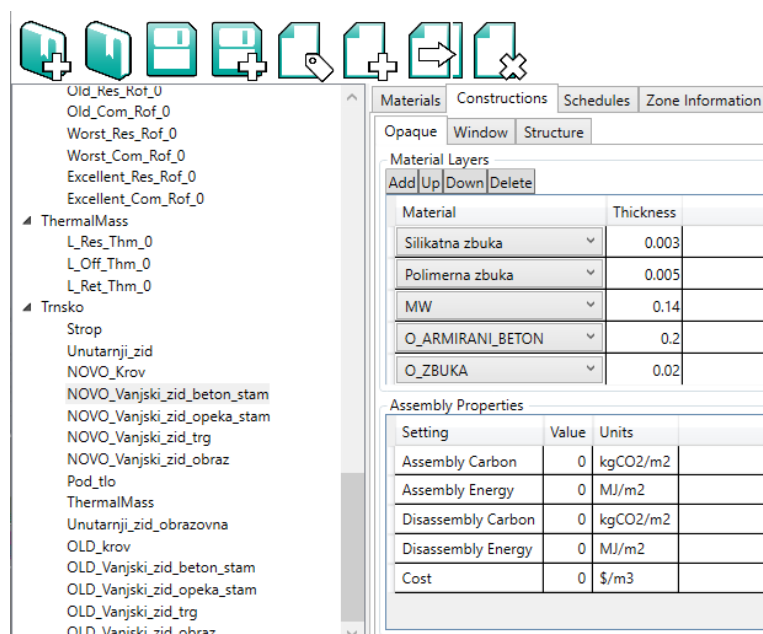 Old_Res_Rof_0
Old_Com_Rof_0
Worst_Res_Rof_0
Worst_Com_Rof_0
Excellent_Res_Rof_0
Excellent_Com_Rof_0
ThermalMass
L_Res_Thm_0
L_Off_Thm_0
L_Ret_Thm_0
Trnsko
Strop
Unutarnji_zid
NOVO_Krov
NOVO_Vanjski_zid_beton_stam
NOVO_Vanjski_zid_opeka_stam
NOVO_Vanjski_zid_trg
NOVO_Vanjski_zid_obraz
Pod_tlo
ThermalMass
Unutarnji_zid_obrazovna
OLD_krov
OLD_Vanjski_zid_beton_stam
OLD_Vanjski_zid_opeka_stam
OLD_Vanjski_zid_trg
OLD_Vanjski_zid_obraz
Materials Constructions Schedules Zone Information
Opaque Window Structure
Material Layers
Add Up Down Delete
Material Thickness
Silikatna zbuka 0.003
Polimerna zbuka 0.005
MW 0.14
O_ARMIRANI_BETON 0.2
O_ZBUKA 0.02
Assembly Properties
Setting Value Units
Assembly Carbon 0 kgCO2/m2
Assembly Energy 0 MJ/m2
Disassembly Carbon 0 kgCO2/m2
Disassembly Energy 0 MJ/m2
Cost 0 $/m3